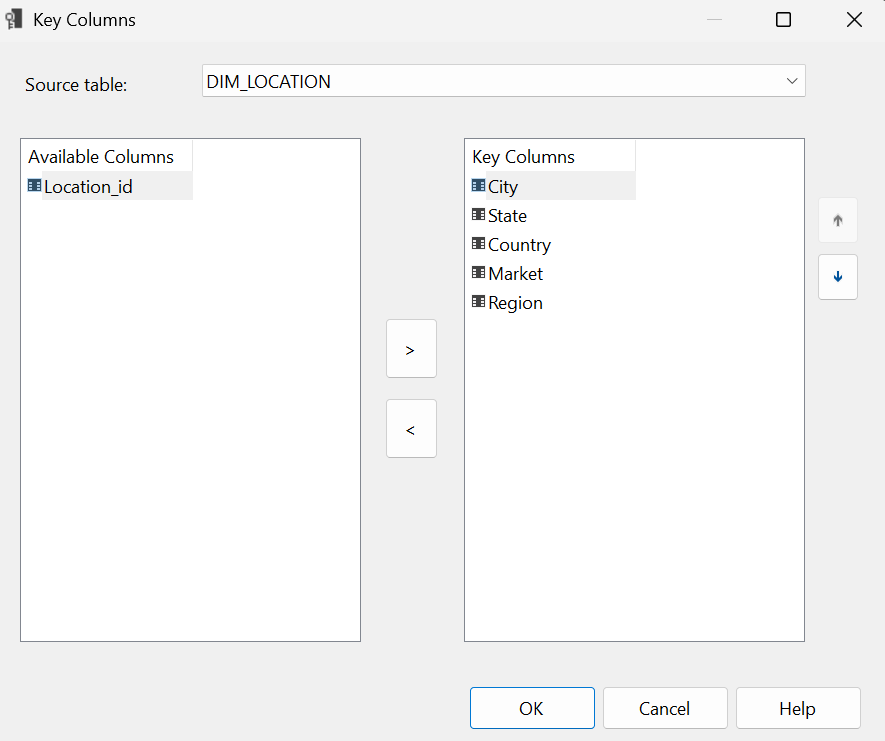 Key Columns
Source table:
DIM_LOCATION
Available Columns
Location_id
Key Columns
City
State
Country
Market
Region
>
<
OK
Cancel
Help